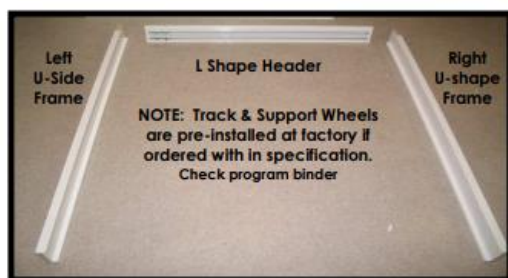 Left
U-Side
Frame
L Shape Header
Right
U-shape
Frame
NOTE: Track & Support Wheels
are pre-installed at factory if
ordered with in specification.
Check program binder